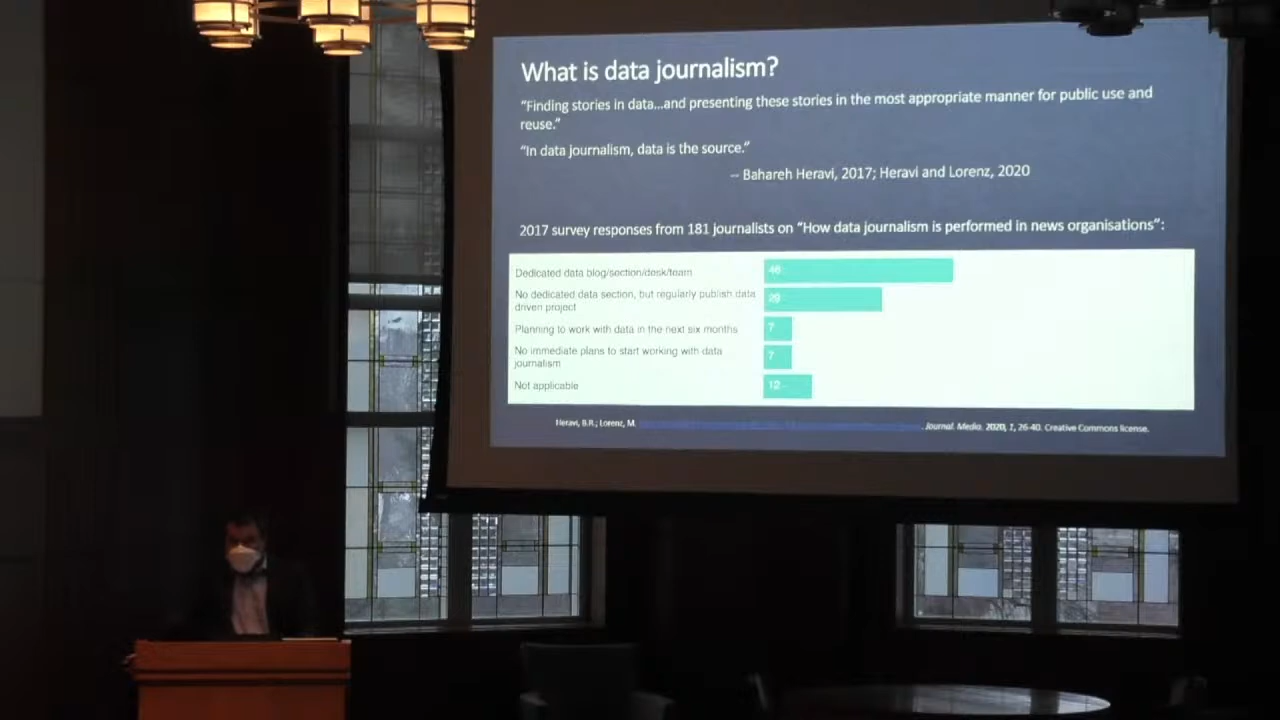 What is data journalism?
"Finding stories in data...and presenting these stories in the most appropriate manner for public use and
reuse."
"In data journalism, data is the source."
-- Bahareh Heravi, 2017; Heravi and Lorenz, 2020
2017 survey responses from 181 journalists on "How data journalism is performed in news organisations":
Dedicated data blog/section/desk/team
46
No dedicated data section, but regularly publish data
driven project
29
Planning to work with data in the next six months
7
No immediate plans to start working with data
journalism
7
Not applicable
12
Heravi, B.R.; Lorenz, M. . Journal. Media. 2020, 1, 26-40. Creative Commons license.